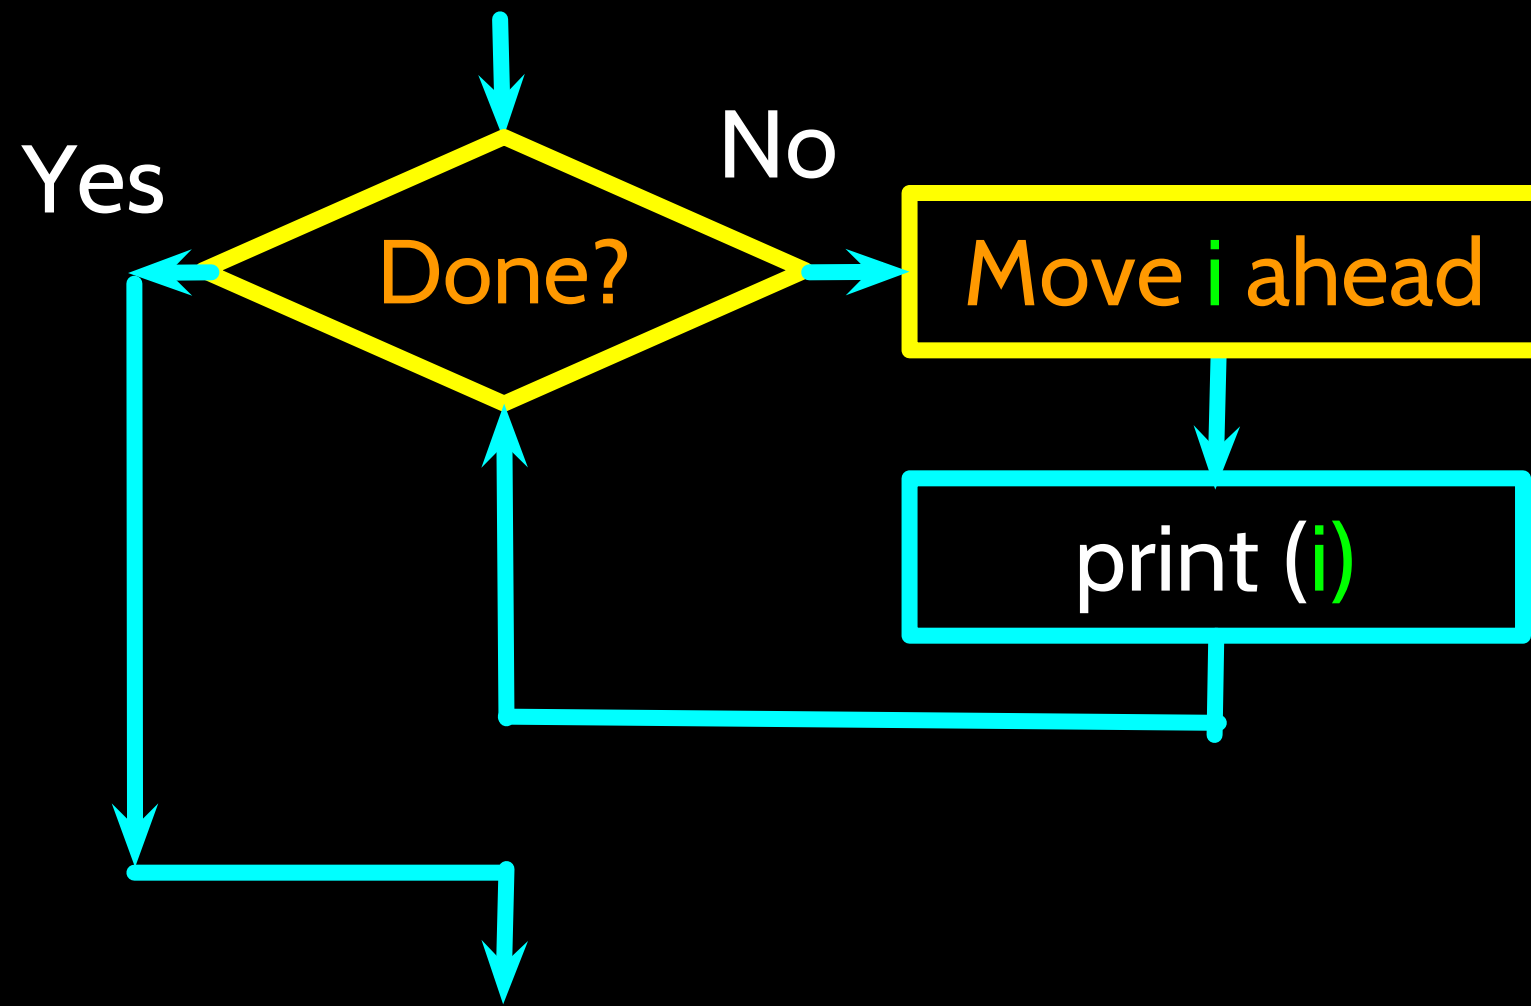 Yes
No
Done?
Move i ahead
print (i)